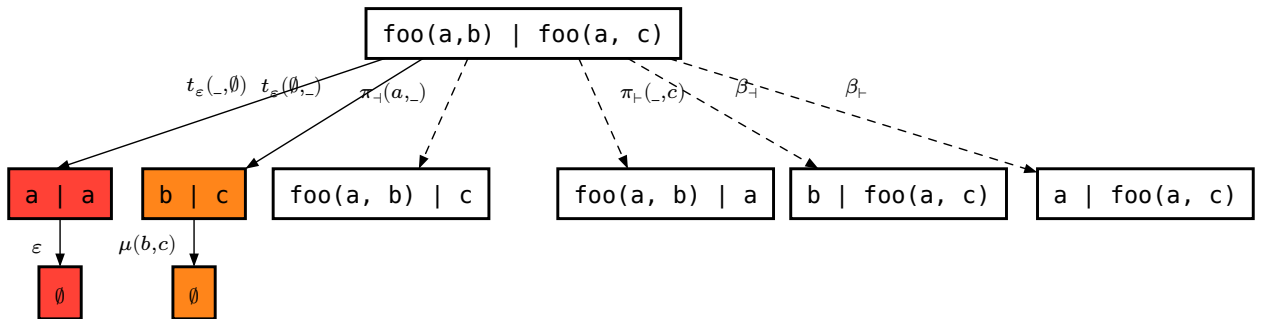 foo(a,b) | foo(a, c)
tε(_,∅) tε(∅,_) π⊣(a,_) π⊢(_,c) β⊣ β⊢
a | a b | c foo(a, b) | c foo(a, b) | a b | foo(a, c) a | foo(a, c)
ε μ(b,c)
∅ ∅